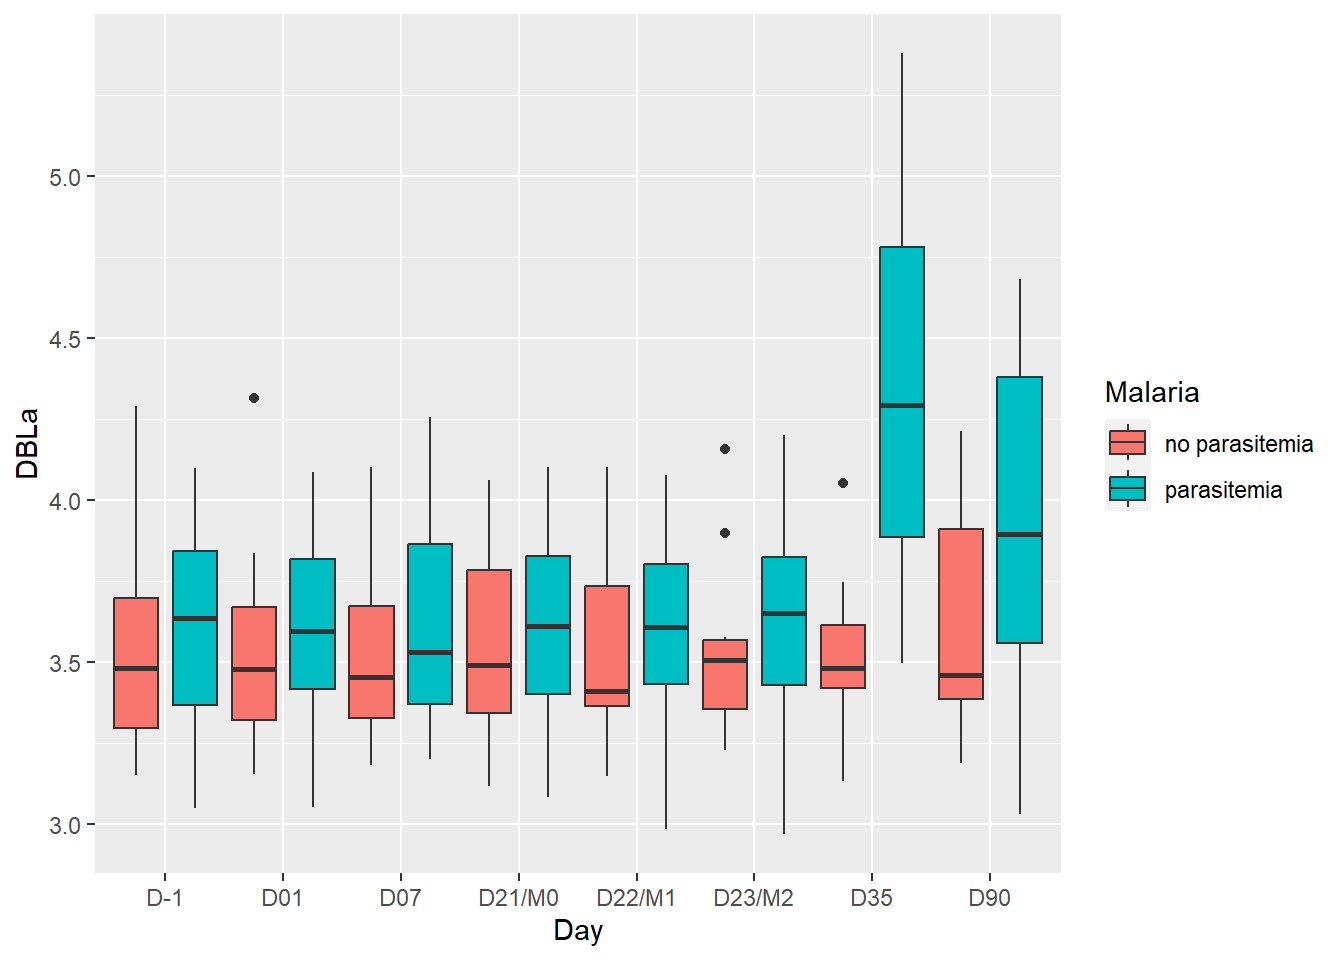 DBLa
5.0
4.5
4.0
3.5
3.0
D-1 D01 D07 D21/M0 D22/M1 D23/M2 D35 D90
Day
Malaria
no parasitemia
parasitemia